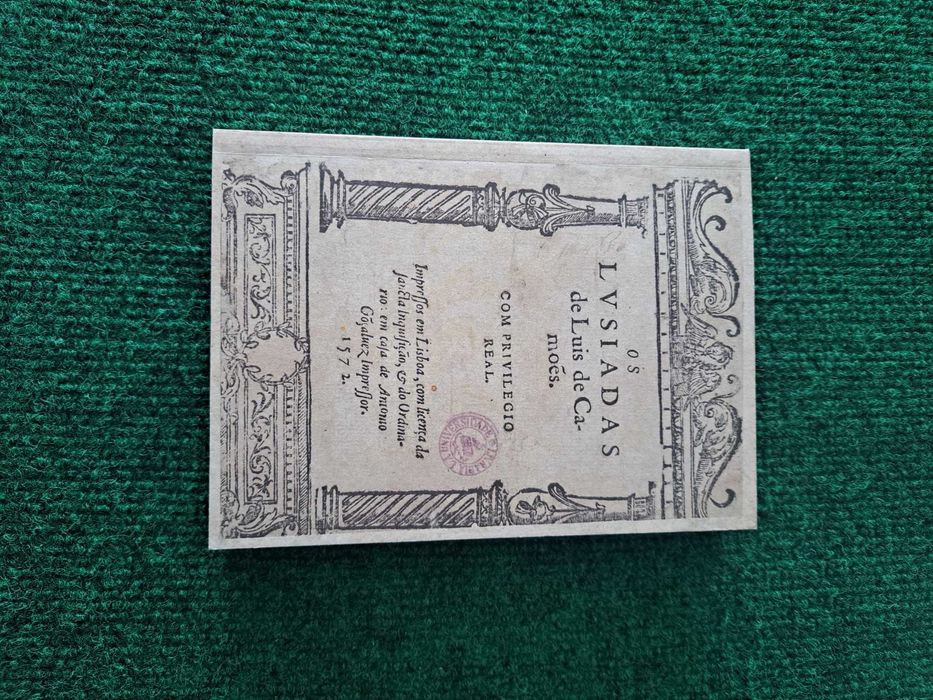 OS
LVSIADAS
de Luis de Ca-
mões.
COM PRIVILEGIO
REAL.
Impreſſos em Lisboa, com licença da
ſancta Inquiſição, & do Ordina-
rio: em caſa de Antonio
Gõçaluez Impreſſor.
1572.
UNIVERSIDADE